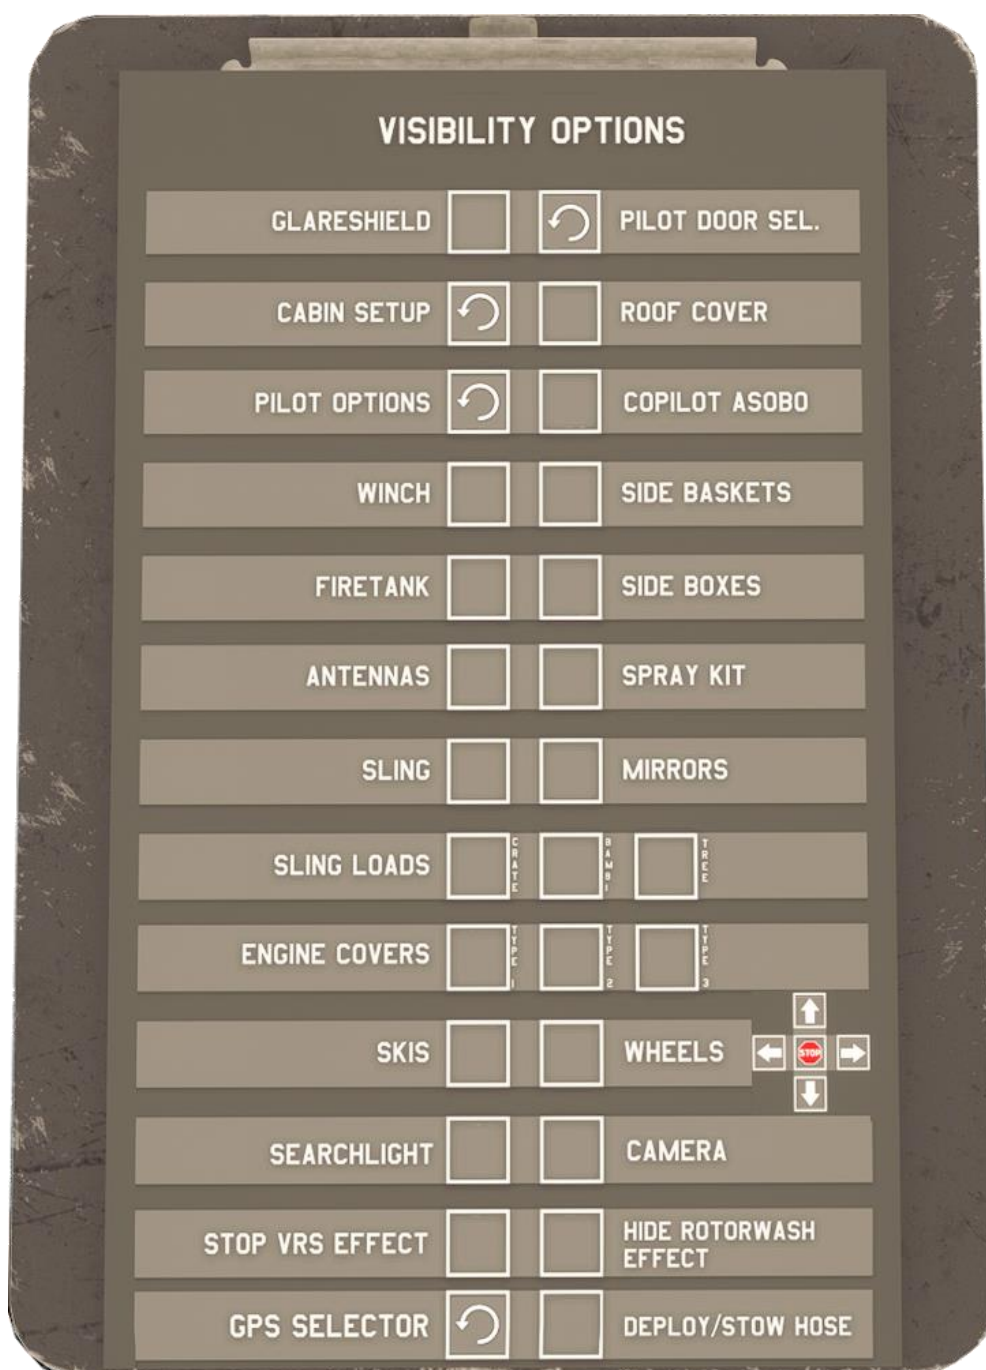 VISIBILITY OPTIONS
GLARESHIELD PILOT DOOR SEL.
CABIN SETUP ROOF COVER
PILOT OPTIONS COPILOT ASOBO
WINCH SIDE BASKETS
FIRETANK SIDE BOXES
ANTENNAS SPRAY KIT
SLING MIRRORS
SLING LOADS CRATE BAMBI TREE
ENGINE COVERS TYPE 1 TYPE 2 TYPE 3
SKIS WHEELS STOP
SEARCHLIGHT CAMERA
STOP VRS EFFECT HIDE ROTORWASH
EFFECT
GPS SELECTOR DEPLOY/STOW HOSE